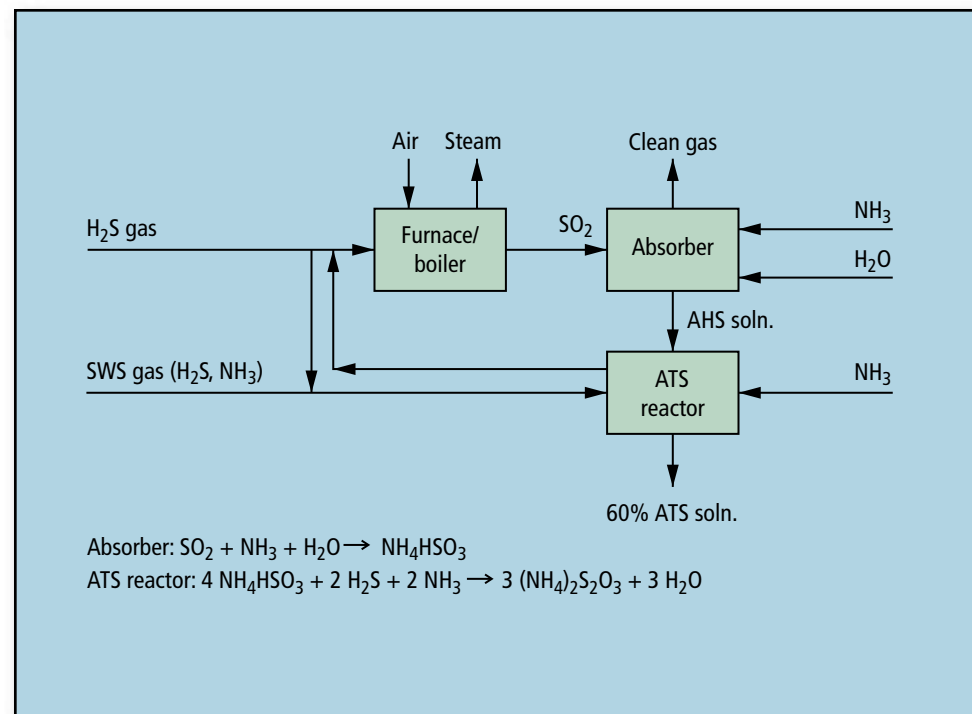 Air
Steam
Clean gas
H₂S gas
Furnace/
boiler
SO₂
Absorber
NH₃
H₂O
AHS soln.
SWS gas (H₂S, NH₃)
ATS
reactor
NH₃
60% ATS soln.
Absorber: SO₂ + NH₃ + H₂O → NH₄HSO₃
ATS reactor: 4 NH₄HSO₃ + 2 H₂S + 2 NH₃ → 3 (NH₄)₂S₂O₃ + 3 H₂O